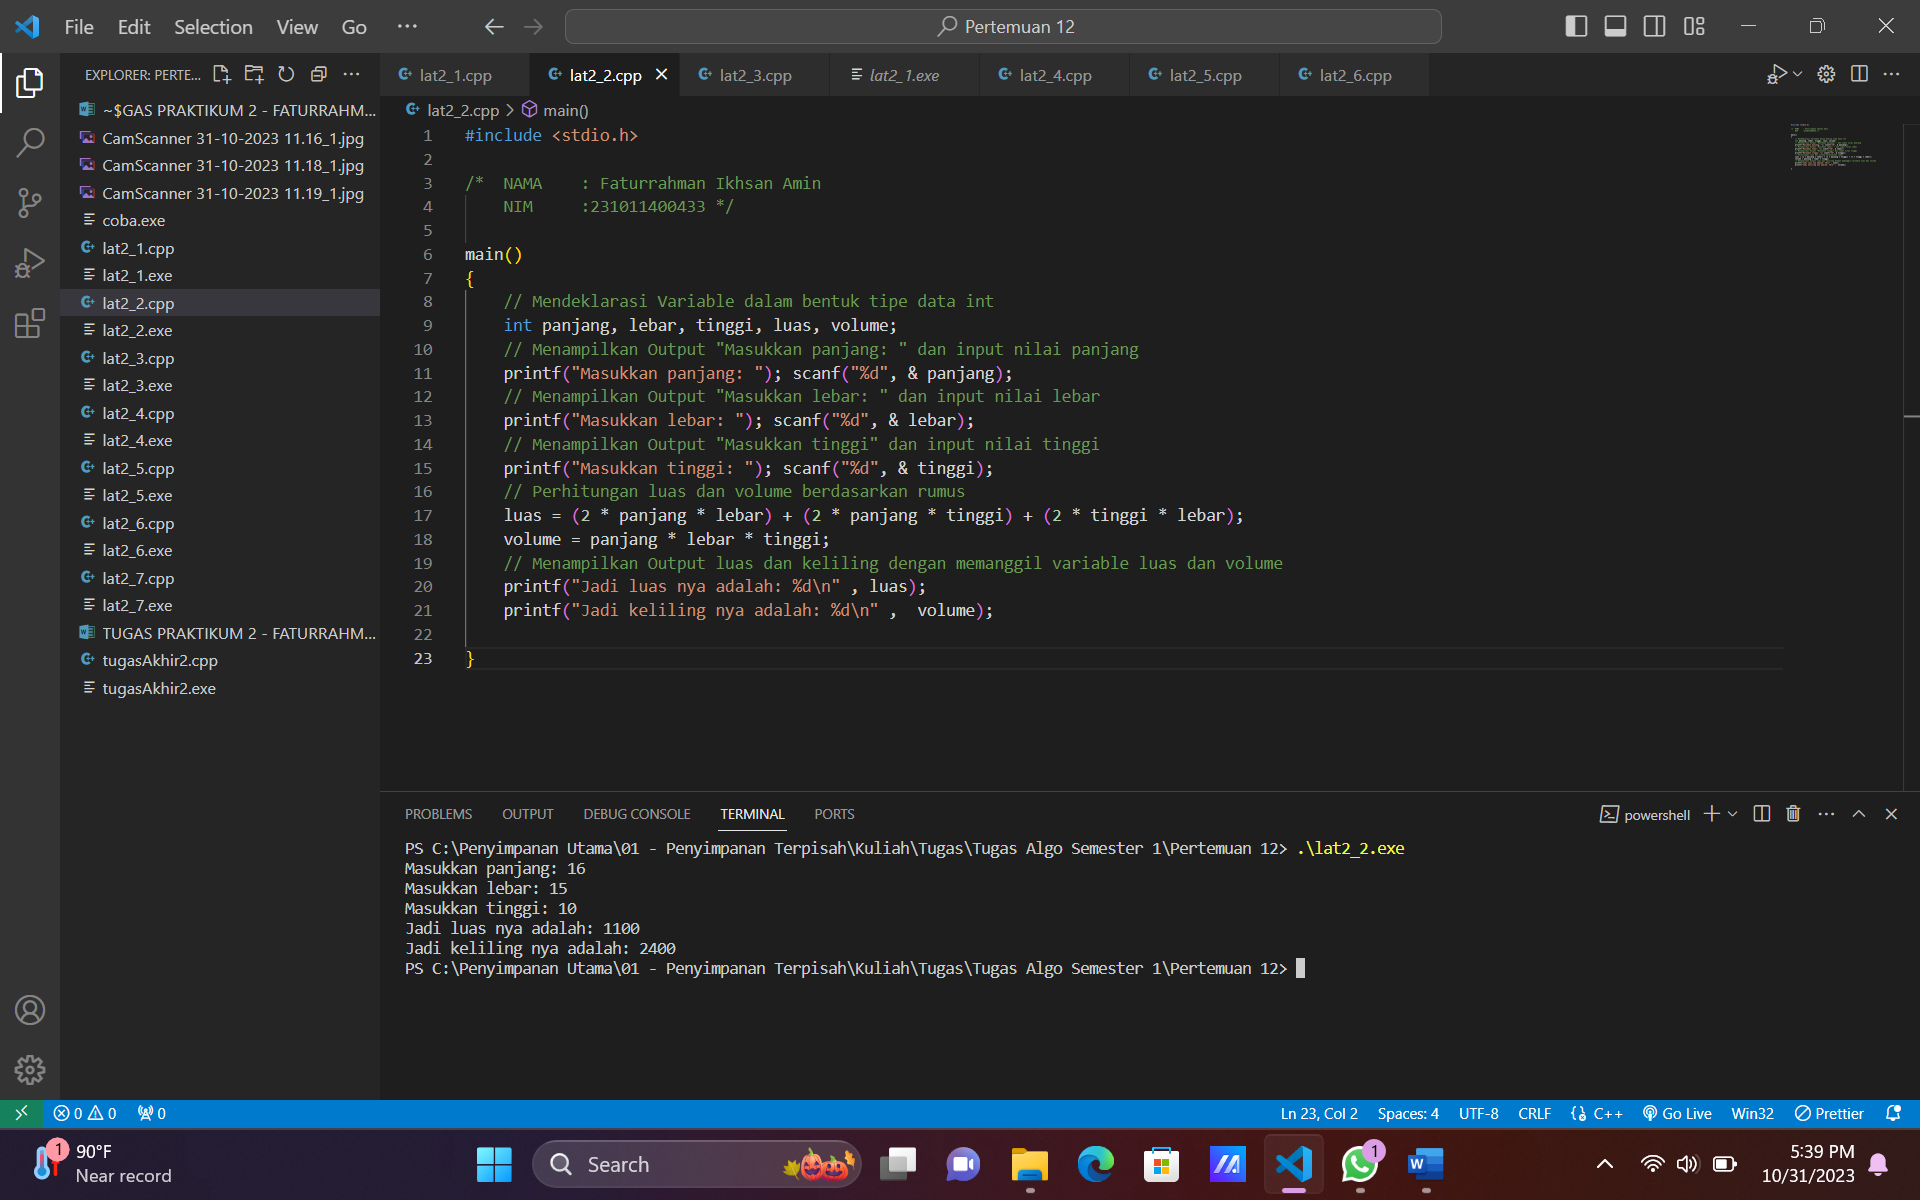 File Edit Selection View Go ··· Pertemuan 12
EXPLORER: PERTE...
~$GAS PRAKTIKUM 2 - FATURRAHM...
CamScanner 31-10-2023 11.16_1.jpg
CamScanner 31-10-2023 11.18_1.jpg
CamScanner 31-10-2023 11.19_1.jpg
coba.exe
lat2_1.cpp
lat2_1.exe
lat2_2.cpp
lat2_2.exe
lat2_3.cpp
lat2_3.exe
lat2_4.cpp
lat2_4.exe
lat2_5.cpp
lat2_5.exe
lat2_6.cpp
lat2_6.exe
lat2_7.cpp
lat2_7.exe
TUGAS PRAKTIKUM 2 - FATURRAHM...
tugasAkhir2.cpp
tugasAkhir2.exe
lat2_1.cpp lat2_2.cpp lat2_3.cpp lat2_1.exe lat2_4.cpp lat2_5.cpp lat2_6.cpp
lat2_2.cpp > main()
1 #include <stdio.h>
2
3 /*  NAMA    : Faturrahman Ikhsan Amin
4     NIM     :231011400433 */
5
6 main()
7 {
8     // Mendeklarasi Variable dalam bentuk tipe data int
9     int panjang, lebar, tinggi, luas, volume;
10     // Menampilkan Output "Masukkan panjang: " dan input nilai panjang
11     printf("Masukkan panjang: "); scanf("%d", & panjang);
12     // Menampilkan Output "Masukkan lebar: " dan input nilai lebar
13     printf("Masukkan lebar: "); scanf("%d", & lebar);
14     // Menampilkan Output "Masukkan tinggi" dan input nilai tinggi
15     printf("Masukkan tinggi: "); scanf("%d", & tinggi);
16     // Perhitungan luas dan volume berdasarkan rumus
17     luas = (2 * panjang * lebar) + (2 * panjang * tinggi) + (2 * tinggi * lebar);
18     volume = panjang * lebar * tinggi;
19     // Menampilkan Output luas dan keliling dengan memanggil variable luas dan volume
20     printf("Jadi luas nya adalah: %d\n" , luas);
21     printf("Jadi keliling nya adalah: %d\n" ,  volume);
22
23 }
PROBLEMS OUTPUT DEBUG CONSOLE TERMINAL PORTS powershell
PS C:\Penyimpanan Utama\01 - Penyimpanan Terpisah\Kuliah\Tugas\Tugas Algo Semester 1\Pertemuan 12> .\lat2_2.exe
Masukkan panjang: 16
Masukkan lebar: 15
Masukkan tinggi: 10
Jadi luas nya adalah: 1100
Jadi keliling nya adalah: 2400
PS C:\Penyimpanan Utama\01 - Penyimpanan Terpisah\Kuliah\Tugas\Tugas Algo Semester 1\Pertemuan 12>
0 0 0 Ln 23, Col 2 Spaces: 4 UTF-8 CRLF {} C++ Go Live Win32 Prettier
1 90°F
Near record
Search
1
5:39 PM
10/31/2023